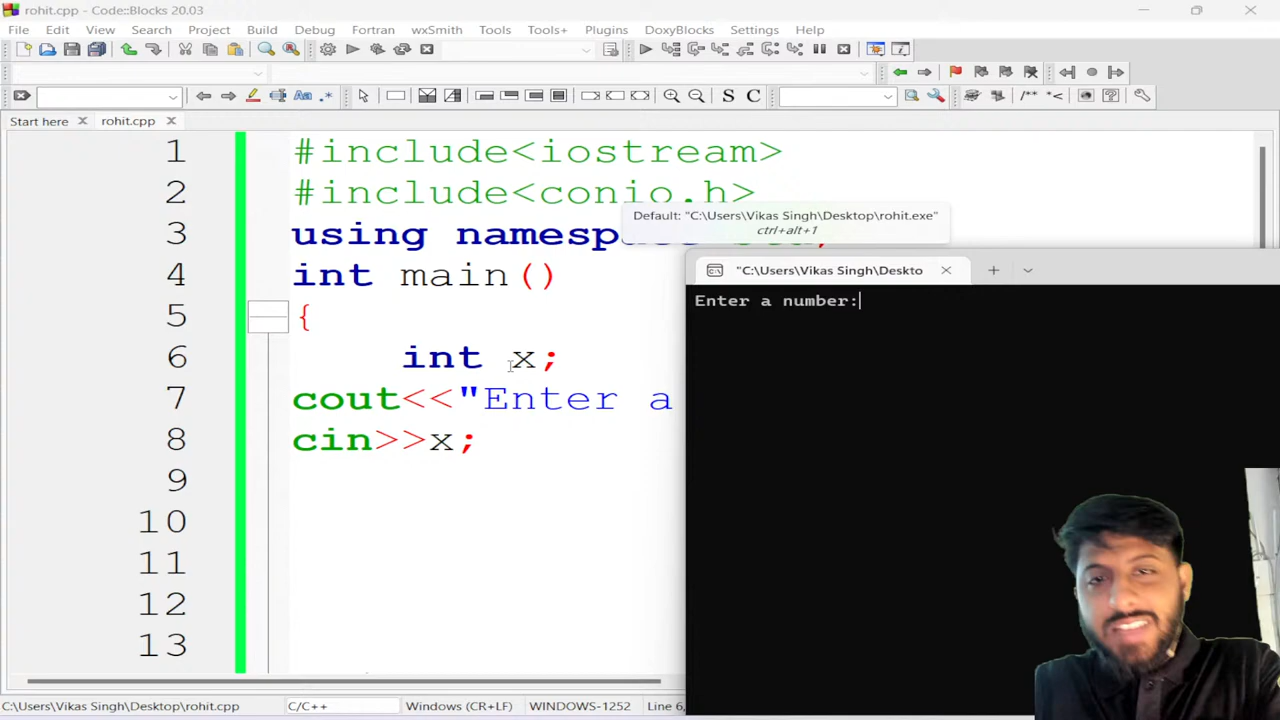 rohit.cpp - Code::Blocks 20.03
File Edit View Search Project Build Debug Fortran wxSmith Tools Tools+ Plugins DoxyBlocks Settings Help
S C /** *<
Start here rohit.cpp
1 #include<iostream>
2 #include<conio.h>
Default: "C:\Users\Vikas Singh\Desktop\rohit.exe"
ctrl+alt+1
3 using namesp
4 int main()
"C:\Users\Vikas Singh\Deskto
Enter a number:
5 {
6 int x;
7 cout<<"Enter a
8 cin>>x;
9
10
11
12
13
C:\Users\Vikas Singh\Desktop\rohit.cpp C/C++ Windows (CR+LF) WINDOWS-1252 Line 6,